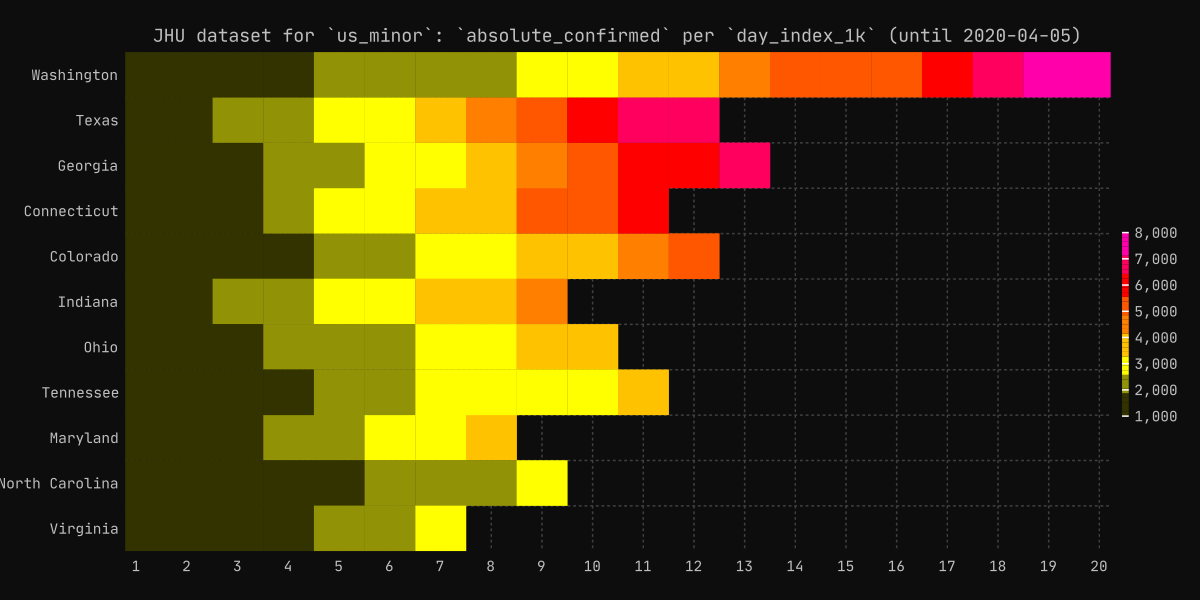 JHU dataset for `us_minor`: `absolute_confirmed` per `day_index_1k` (until 2020-04-05)
Washington
Texas
Georgia
Connecticut
Colorado
Indiana
Ohio
Tennessee
Maryland
North Carolina
Virginia
1 2 3 4 5 6 7 8 9 10 11 12 13 14 15 16 17 18 19 20
8,000
7,000
6,000
5,000
4,000
3,000
2,000
1,000